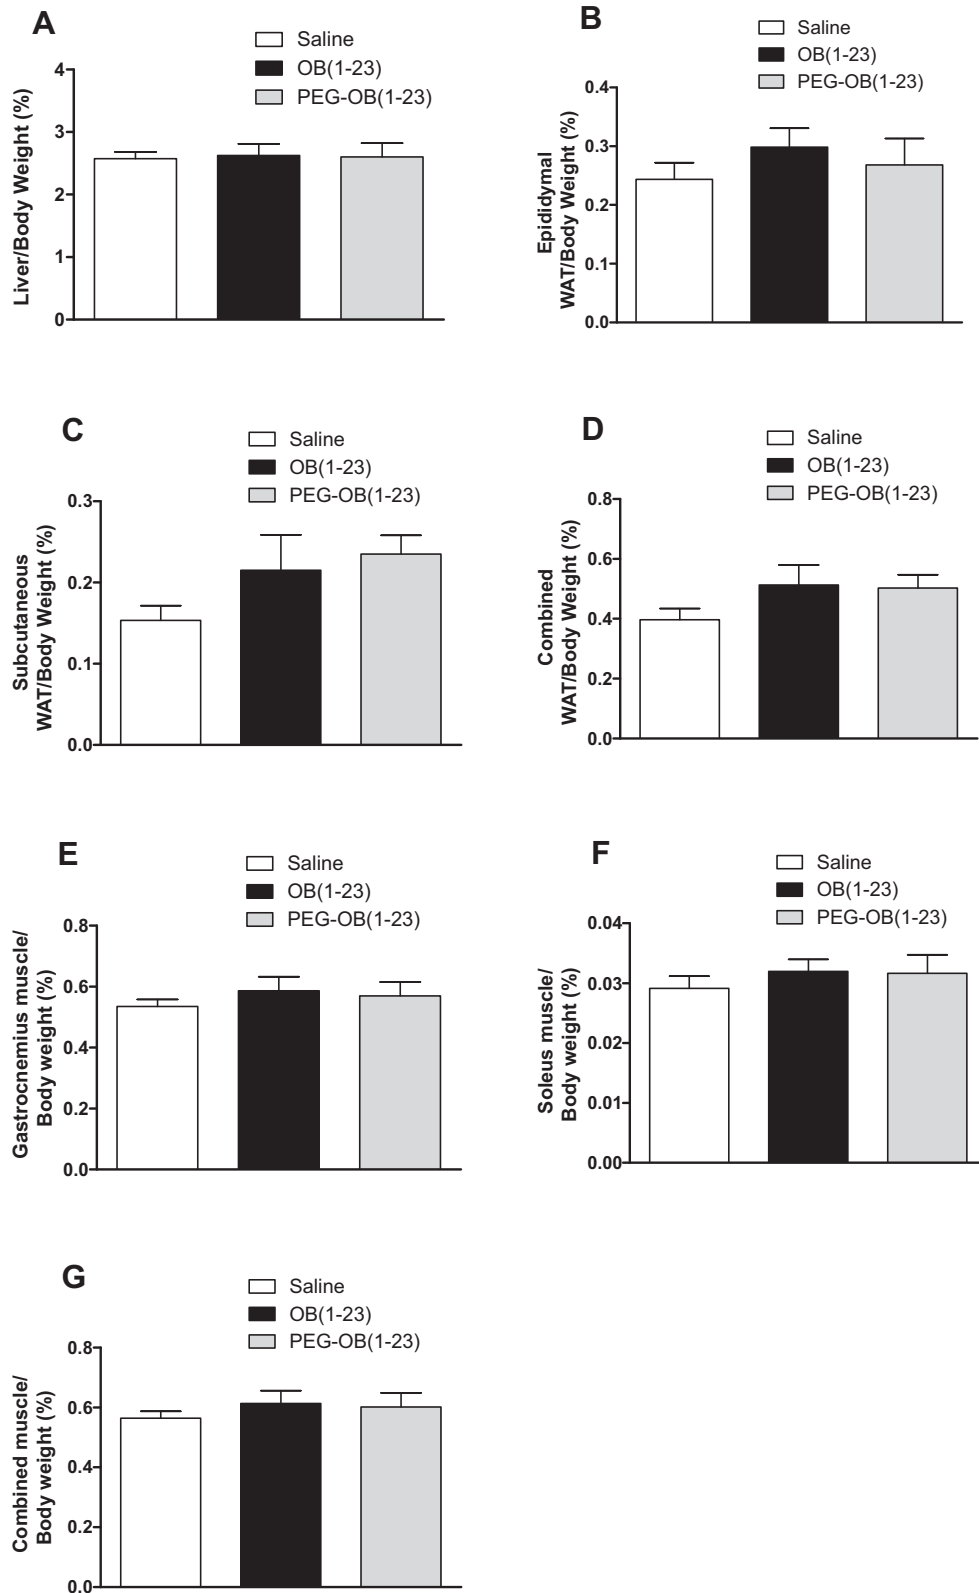 A
Saline
OB(1-23)
PEG-OB(1-23)
4
3
2
1
0
Liver/Body Weight (%)
B
Saline
OB(1-23)
PEG-OB(1-23)
0.4
0.3
0.2
0.1
0.0
Epididymal
WAT/Body Weight (%)
C
Saline
OB(1-23)
PEG-OB(1-23)
0.3
0.2
0.1
0.0
Subcutaneous
WAT/Body Weight (%)
D
Saline
OB(1-23)
PEG-OB(1-23)
0.8
0.6
0.4
0.2
0.0
Combined
WAT/Body Weight (%)
E
Saline
OB(1-23)
PEG-OB(1-23)
0.8
0.6
0.4
0.2
0.0
Gastrocnemius muscle/
Body weight (%)
F
Saline
OB(1-23)
PEG-OB(1-23)
0.04
0.03
0.02
0.01
0.00
Soleus muscle/
Body weight (%)
G
Saline
OB(1-23)
PEG-OB(1-23)
0.8
0.6
0.4
0.2
0.0
Combined muscle/
Body weight (%)